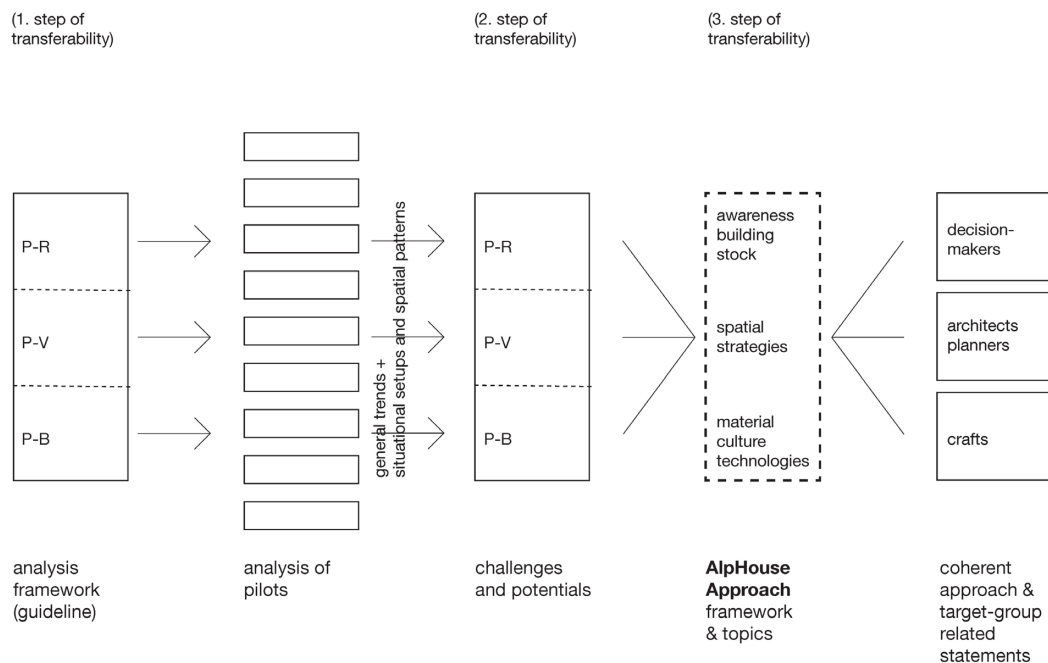 (1. step of
transferability)
(2. step of
transferability)
(3. step of
transferability)
P-R
P-V
P-B
general trends +
situational setups and spatial patterns
P-R
P-V
P-B
awareness
building
stock
spatial
strategies
material
culture
technologies
decision-
makers
architects
planners
crafts
analysis
framework
(guideline)
analysis of
pilots
challenges
and potentials
AlpHouse
Approach
framework
& topics
coherent
approach &
target-group
related
statements